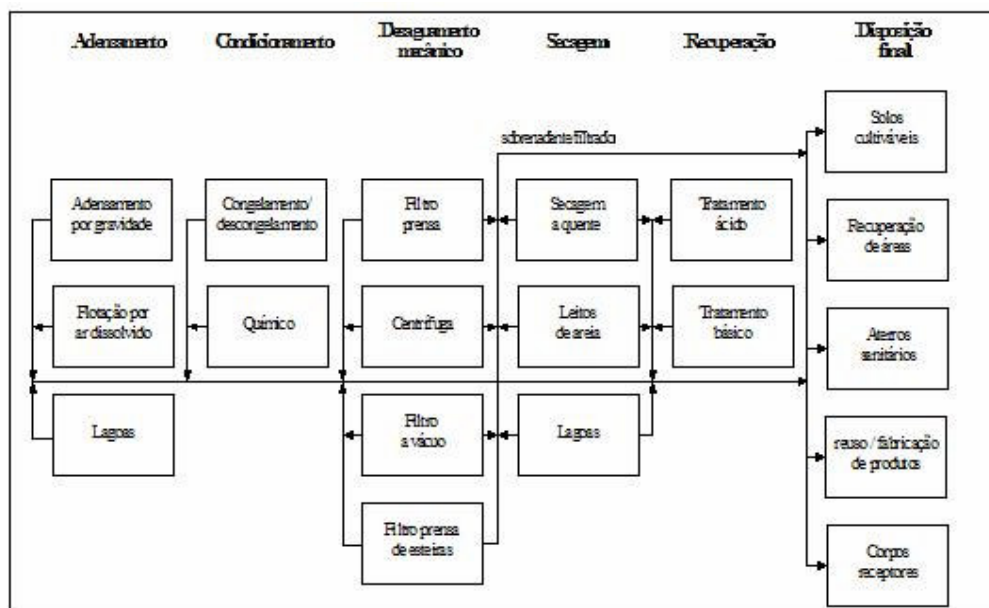 Adensamento
Condicionamento
Desaguamento
mecânico
Secagem
Recuperação
Disposição
final
sobrenadente filtrador
Solos
cultiváveis
Adensamento
por gravidade
Congelamento/
descongelamento
Filtro
prensa
Secagem
a quente
Tratamento
ácido
Recuperação
de áreas
Flotação por
ar dissolvido
Químico
Centrífuga
Leitos
de areia
Tratamento
básico
Aterros
sanitários
Lagoas
Filtro
a vácuo
Lagoas
reuso / fabricação
de produtos
Filtro prensa
de esteiras
Corpos
receptores